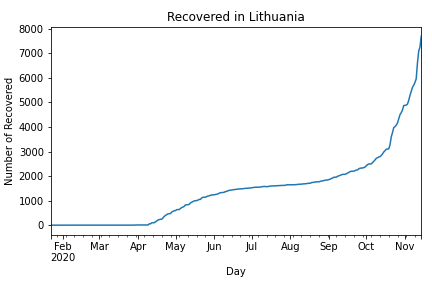 Recovered in Lithuania
Number of Recovered
8000
7000
6000
5000
4000
3000
2000
1000
0
Feb Mar Apr May Jun Jul Aug Sep Oct Nov
2020
Day